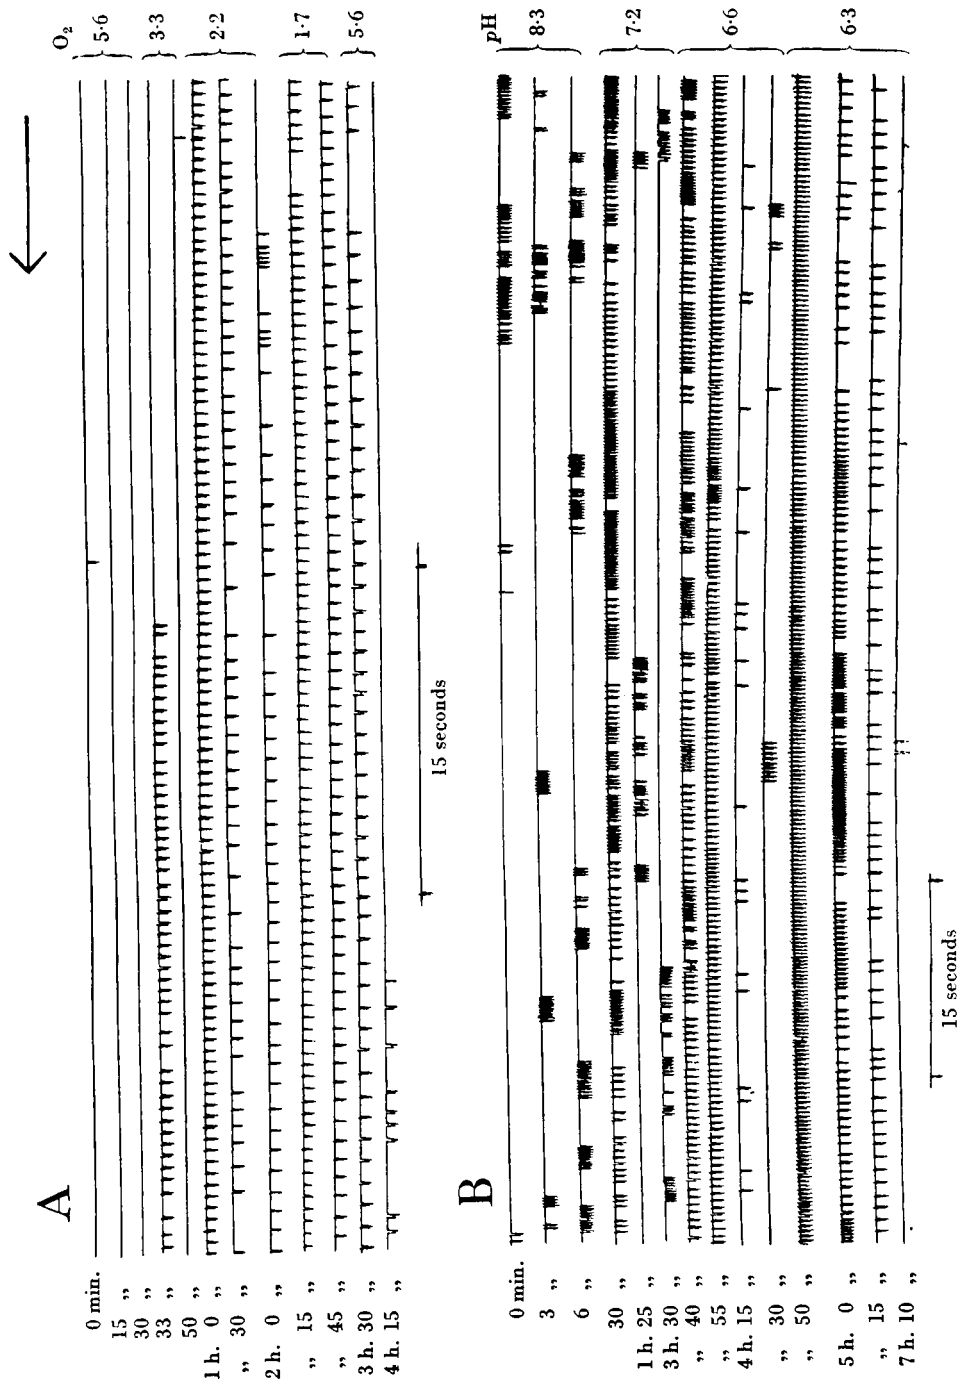 A
O₂
5·6
3·3
2·2
1·7
5·6
0 min.
15 ,,
30 ,,
33 ,,
50 ,,
1 h. 0 ,,
,, 30 ,,
2 h. 0 ,,
,, 15 ,,
,, 45 ,,
3 h. 30 ,,
4 h. 15 ,,
15 seconds
B
pH
8·3
7·2
6·6
6·3
0 min.
3 ,,
6 ,,
30 ,,
1 h. 25 ,,
3 h. 30 ,,
,, 40 ,,
,, 55 ,,
4 h. 15 ,,
,, 30 ,,
,, 50 ,,
5 h. 0 ,,
,, 15 ,,
7 h. 10 ,,
15 seconds